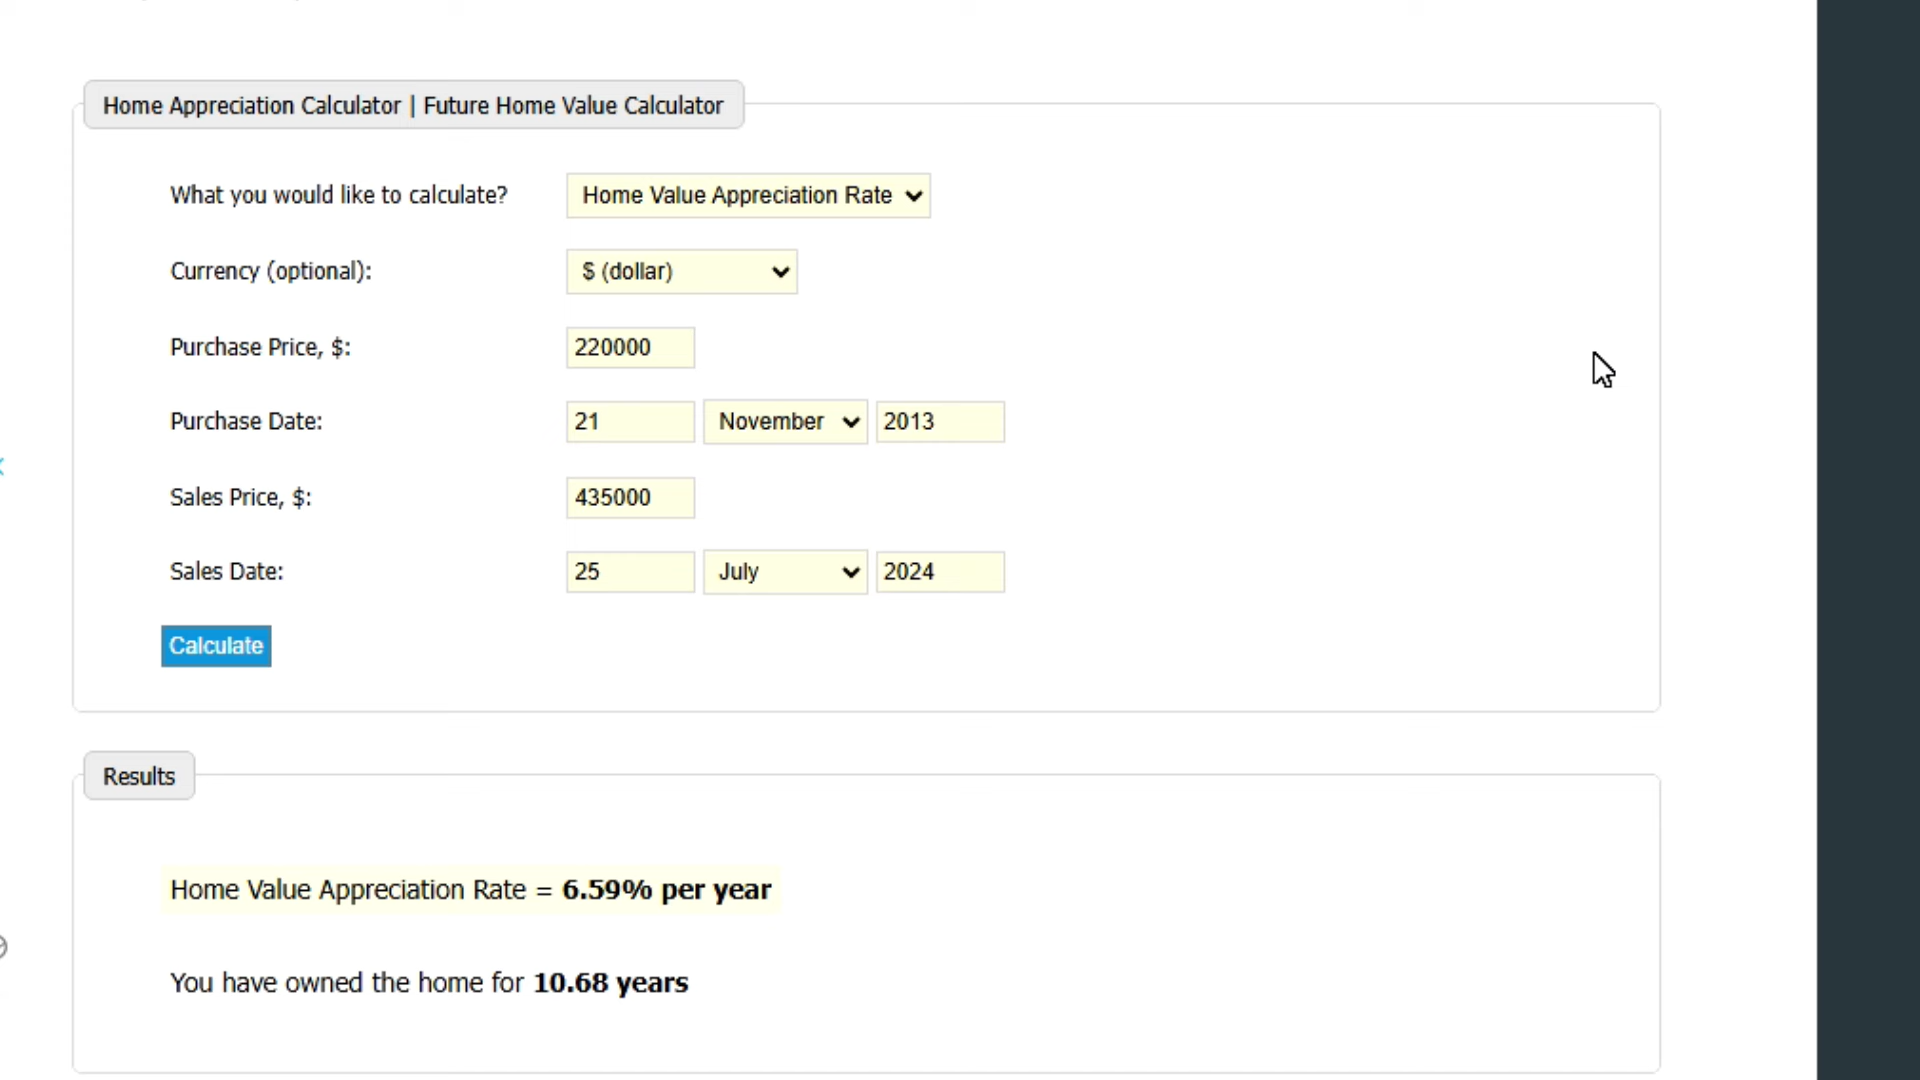 Home Appreciation Calculator | Future Home Value Calculator
What you would like to calculate? Home Value Appreciation Rate
Currency (optional): $ (dollar)
Purchase Price, $: 220000
Purchase Date: 21 November 2013
Sales Price, $: 435000
Sales Date: 25 July 2024
Calculate
Results
Home Value Appreciation Rate = 6.59% per year
You have owned the home for 10.68 years